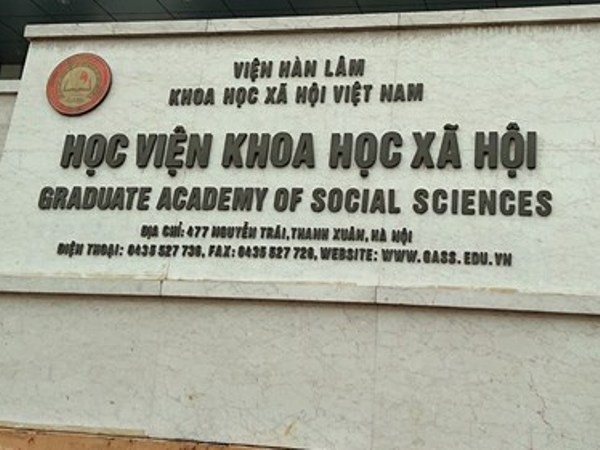 VIỆN HÀN LÂM
KHOA HỌC XÃ HỘI VIỆT NAM
HỌC VIỆN KHOA HỌC XÃ HỘI
GRADUATE ACADEMY OF SOCIAL SCIENCES
ĐỊA CHỈ: 477 NGUYỄN TRÃI, THANH XUÂN, HÀ NỘI
ĐIỆN THOẠI: 0435 527 736, FAX: 0435 527 726, WEBSITE: WWW.GASS.EDU.VN